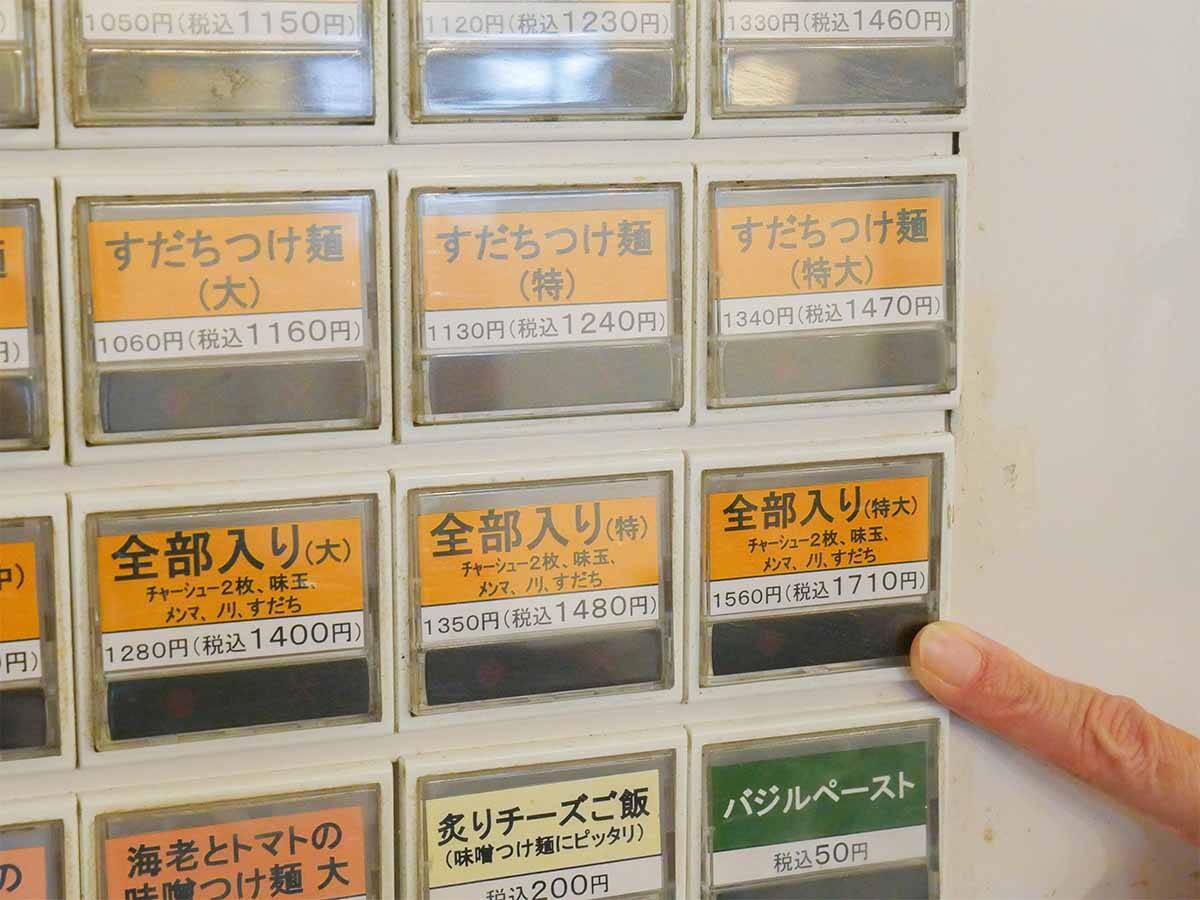 1050円(税込1150円)
1120円(税込1230円)
1330円(税込1460円)
すだちつけ麺
(大)
1060円(税込1160円)
すだちつけ麺
(特)
1130円(税込1240円)
すだちつけ麺
(特大)
1340円(税込1470円)
円)
中)
円)
全部入り(大)
チャーシュー2枚、味玉、
メンマ、ノリ、すだち
1280円(税込1400円)
全部入り(特)
チャーシュー2枚、味玉、
メンマ、ノリ、すだち
1350円(税込1480円)
全部入り(特大)
チャーシュー2枚、味玉、
メンマ、ノリ、すだち
1560円(税込1710円)
の
海老とトマトの
味噌つけ麺 大
炙りチーズご飯
(味噌つけ麺にピッタリ)
税込200円
バジルペースト
税込50円